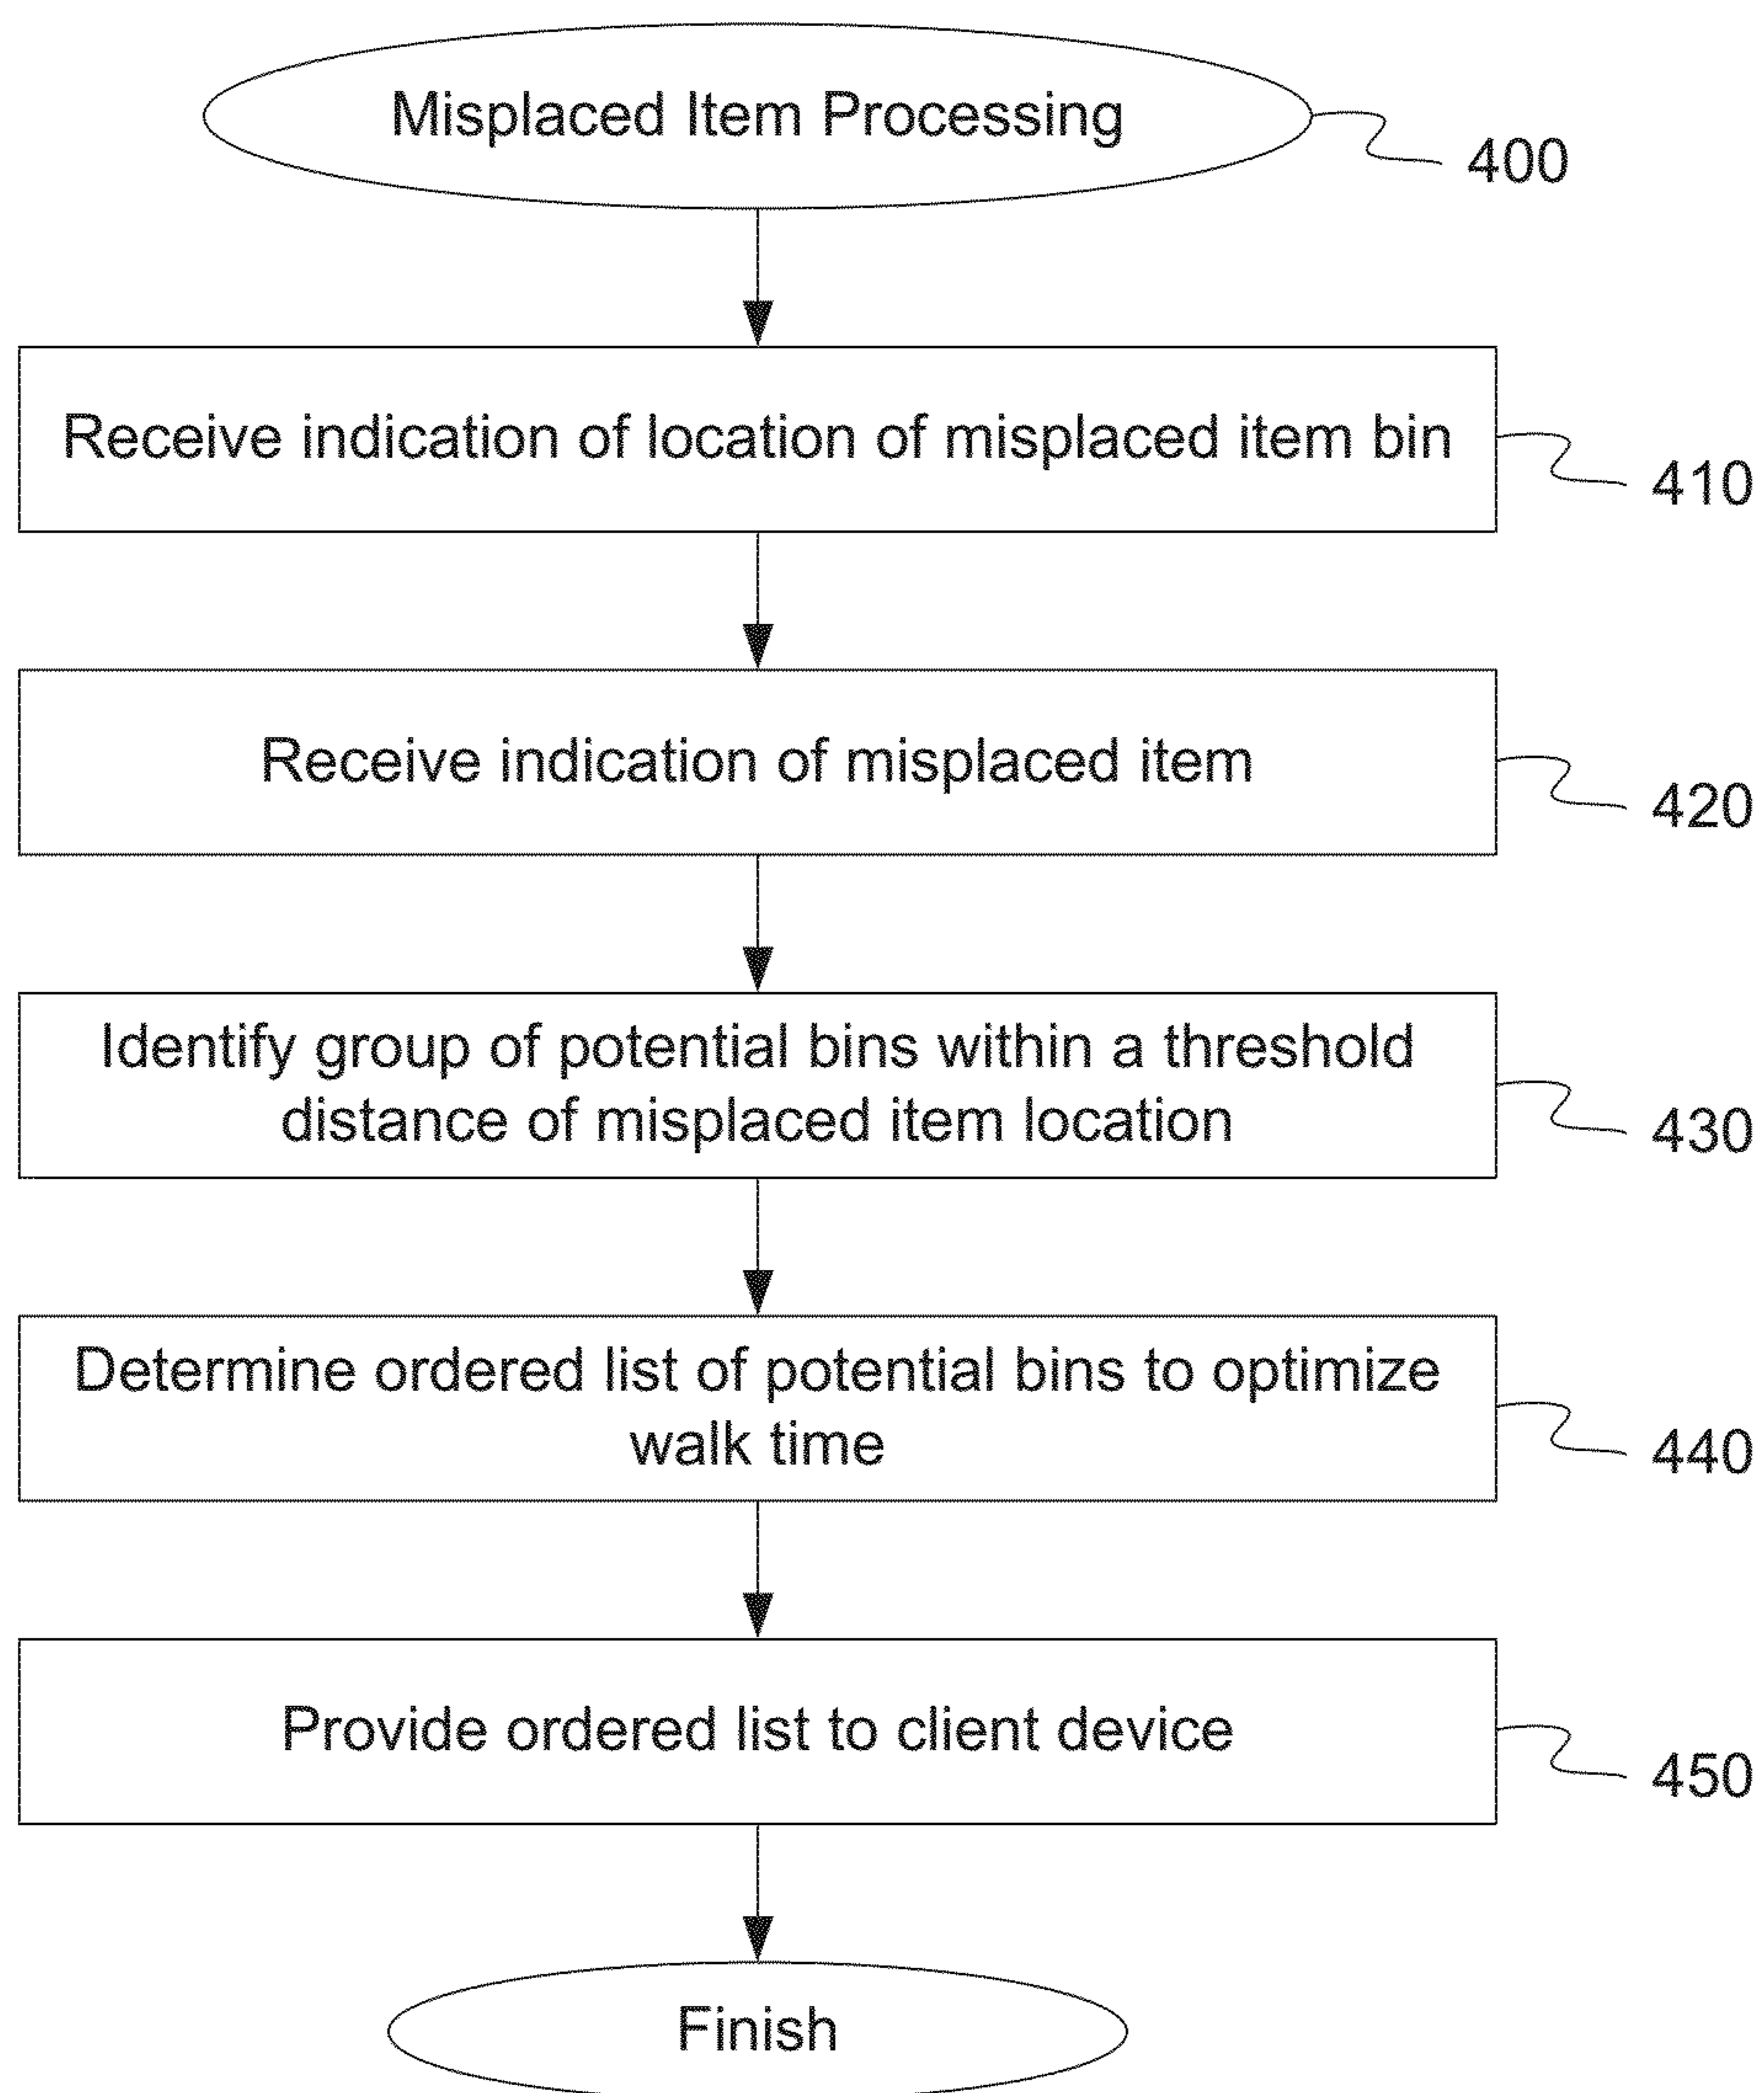 Misplaced Item Processing
400
Receive indication of location of misplaced item bin
410
Receive indication of misplaced item
420
Identify group of potential bins within a threshold
distance of misplaced item location
430
Determine ordered list of potential bins to optimize
walk time
440
Provide ordered list to client device
450
Finish